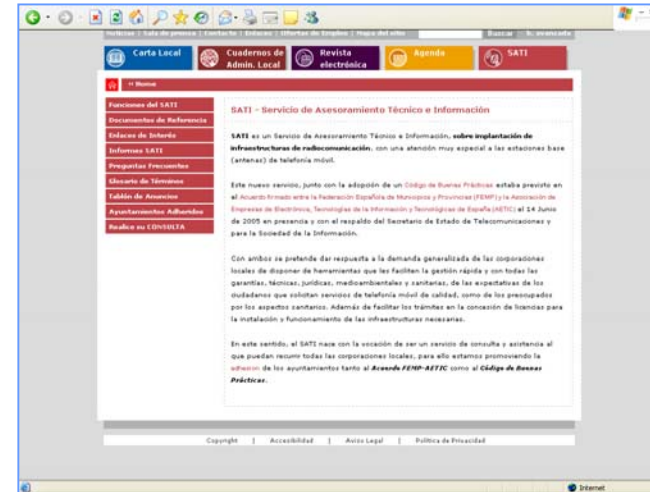 Noticias | Sala de prensa | Contacto | Enlaces | Ofertas de Empleo | Mapa del sitio Buscar b. avanzada
Carta Local
Cuadernos de
Admin. Local
Revista
electrónica
Agenda
SATI
›› Home
Funciones del SATI
Documentos de Referencia
Enlaces de Interés
Informes SATI
Preguntas Frecuentes
Glosario de Términos
Tablón de Anuncios
Ayuntamientos Adheridos
Realice su CONSULTA
SATI - Servicio de Asesoramiento Técnico e Información
SATI es un Servicio de Asesoramiento Técnico e Información, sobre implantación de
infraestructuras de radiocomunicación, con una atención muy especial a las estaciones base
(antenas) de telefonía móvil.
Este nuevo servicio, junto con la adopción de un Código de Buenas Prácticas estaba previsto en
el Acuerdo firmado entre la Federación Española de Municipios y Provincias (FEMP) y la Asociación de
Empresas de Electrónica, Tecnologías de la Información y Tecnológicas de España (AETIC) el 14 Junio
de 2005 en presencia y con el respaldo del Secretario de Estado de Telecomunicaciones y
para la Sociedad de la Información.
Con ambos se pretende dar respuesta a la demanda generalizada de las corporaciones
locales de disponer de herramientas que les faciliten la gestión rápida y con todas las
garantías, técnicas, jurídicas, medioambientales y sanitarias, de las expectativas de los
ciudadanos que solicitan servicios de telefonía móvil de calidad, como de los preocupados
por los aspectos sanitarios. Además de facilitar los trámites en la concesión de licencias para
la instalación y funcionamiento de las infraestructuras necesarias.
En este sentido, el SATI nace con la vocación de ser un servicio de consulta y asistencia al
que puedan recurrir todas las corporaciones locales, para ello estamos promoviendo la
adhesion de los ayuntamientos tanto al Acuerdo FEMP-AETIC como al Código de Buenas
Prácticas.
Copyright | Accesibilidad | Aviso Legal | Política de Privacidad
Internet